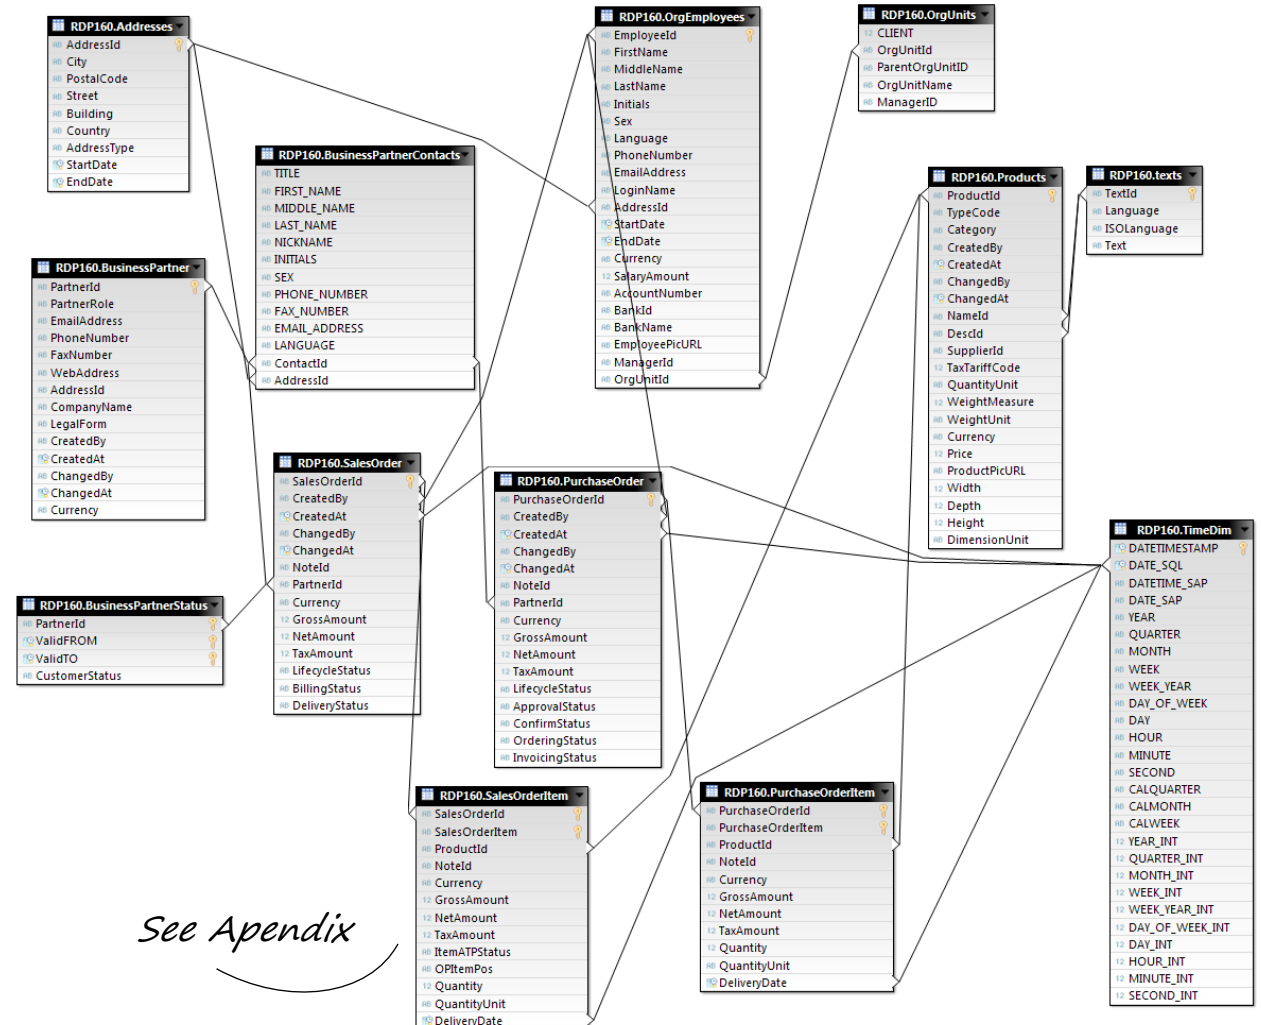 RDP160.Addresses
AddressId
City
PostalCode
Street
Building
Country
AddressType
StartDate
EndDate
RDP160.OrgEmployees
EmployeeId
FirstName
MiddleName
LastName
Initials
Sex
Language
PhoneNumber
EmailAddress
LoginName
AddressId
StartDate
EndDate
Currency
SalaryAmount
AccountNumber
BankId
BankName
EmployeePicURL
ManagerId
OrgUnitId
RDP160.OrgUnits
CLIENT
OrgUnitId
ParentOrgUnitID
OrgUnitName
ManagerID
RDP160.BusinessPartnerContacts
TITLE
FIRST_NAME
MIDDLE_NAME
LAST_NAME
NICKNAME
INITIALS
SEX
PHONE_NUMBER
FAX_NUMBER
EMAIL_ADDRESS
LANGUAGE
ContactId
AddressId
RDP160.Products
ProductId
TypeCode
Category
CreatedBy
CreatedAt
ChangedBy
ChangedAt
NameId
DescId
SupplierId
TaxTariffCode
QuantityUnit
WeightMeasure
WeightUnit
Currency
Price
ProductPicURL
Width
Depth
Height
DimensionUnit
RDP160.texts
TextId
Language
ISOLanguage
Text
RDP160.BusinessPartner
PartnerId
PartnerRole
EmailAddress
PhoneNumber
FaxNumber
WebAddress
AddressId
CompanyName
LegalForm
CreatedBy
CreatedAt
ChangedBy
ChangedAt
Currency
RDP160.SalesOrder
SalesOrderId
CreatedBy
CreatedAt
ChangedBy
ChangedAt
NoteId
PartnerId
Currency
GrossAmount
NetAmount
TaxAmount
LifecycleStatus
BillingStatus
DeliveryStatus
RDP160.PurchaseOrder
PurchaseOrderId
CreatedBy
CreatedAt
ChangedBy
ChangedAt
NoteId
PartnerId
Currency
GrossAmount
NetAmount
TaxAmount
LifecycleStatus
ApprovalStatus
ConfirmStatus
OrderingStatus
InvoicingStatus
RDP160.TimeDim
DATETIMESTAMP
DATE_SQL
DATETIME_SAP
DATE_SAP
YEAR
QUARTER
MONTH
WEEK
WEEK_YEAR
DAY_OF_WEEK
DAY
HOUR
MINUTE
SECOND
CALQUARTER
CALMONTH
CALWEEK
YEAR_INT
QUARTER_INT
MONTH_INT
WEEK_INT
WEEK_YEAR_INT
DAY_OF_WEEK_INT
DAY_INT
HOUR_INT
MINUTE_INT
SECOND_INT
RDP160.BusinessPartnerStatus
PartnerId
ValidFROM
ValidTO
CustomerStatus
RDP160.SalesOrderItem
SalesOrderId
SalesOrderItem
ProductId
NoteId
Currency
GrossAmount
NetAmount
TaxAmount
ItemATPStatus
OPItemPos
Quantity
QuantityUnit
DeliveryDate
RDP160.PurchaseOrderItem
PurchaseOrderId
PurchaseOrderItem
ProductId
NoteId
Currency
GrossAmount
NetAmount
TaxAmount
Quantity
QuantityUnit
DeliveryDate
See Apendix